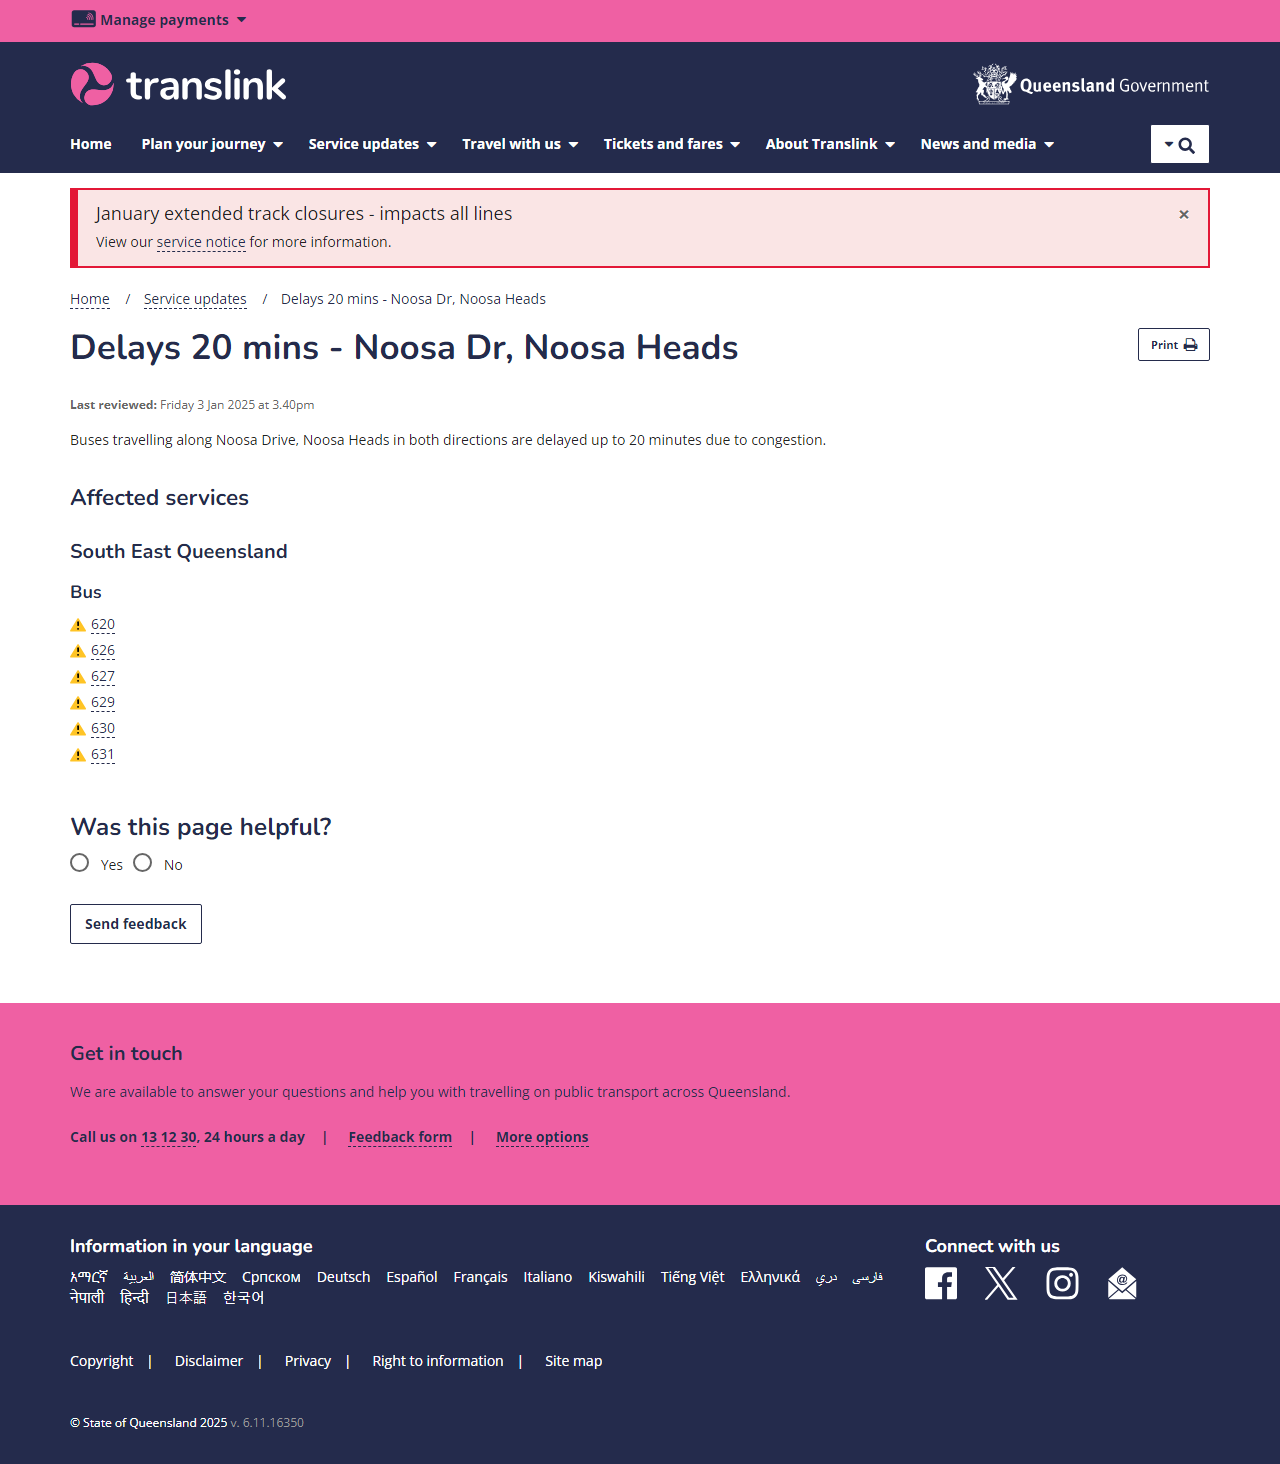 Manage payments
translink
Queensland Government
Home Plan your journey Service updates Travel with us Tickets and fares About Translink News and media
January extended track closures - impacts all lines ×
View our service notice for more information.
Home / Service updates / Delays 20 mins - Noosa Dr, Noosa Heads
Delays 20 mins - Noosa Dr, Noosa Heads
Print
Last reviewed: Friday 3 Jan 2025 at 3.40pm
Buses travelling along Noosa Drive, Noosa Heads in both directions are delayed up to 20 minutes due to congestion.
Affected services
South East Queensland
Bus
620
626
627
629
630
631
Was this page helpful?
Yes No
Send feedback
Get in touch
We are available to answer your questions and help you with travelling on public transport across Queensland.
Call us on 13 12 30, 24 hours a day | Feedback form | More options
Information in your language
አማርኛ العربية 简体中文 Српском Deutsch Español Français Italiano Kiswahili Tiếng Việt Ελληνικά دري فارسی
नेपाली हिन्दी 日本語 한국어
Connect with us
Copyright | Disclaimer | Privacy | Right to information | Site map
© State of Queensland 2025 v. 6.11.16350